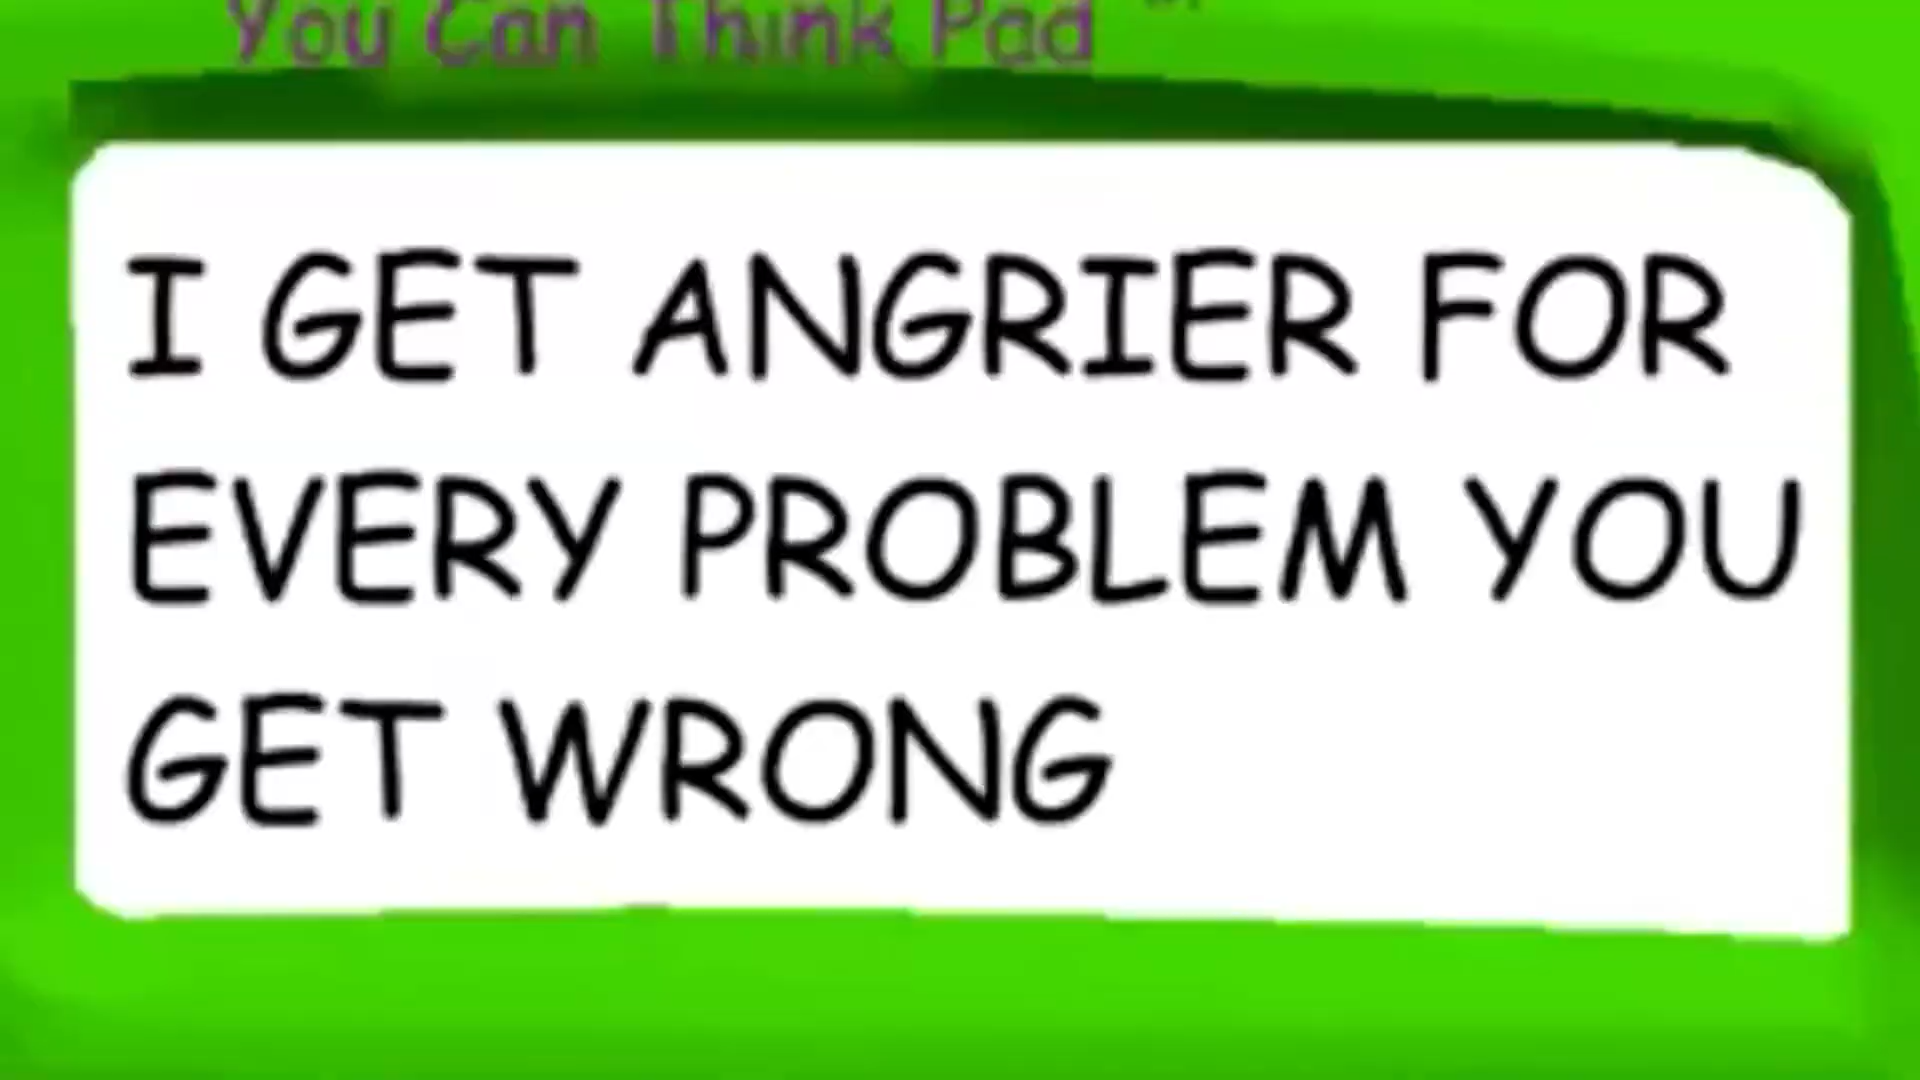 You Can Think Pad
I GET ANGRIER FOR
EVERY PROBLEM YOU
GET WRONG